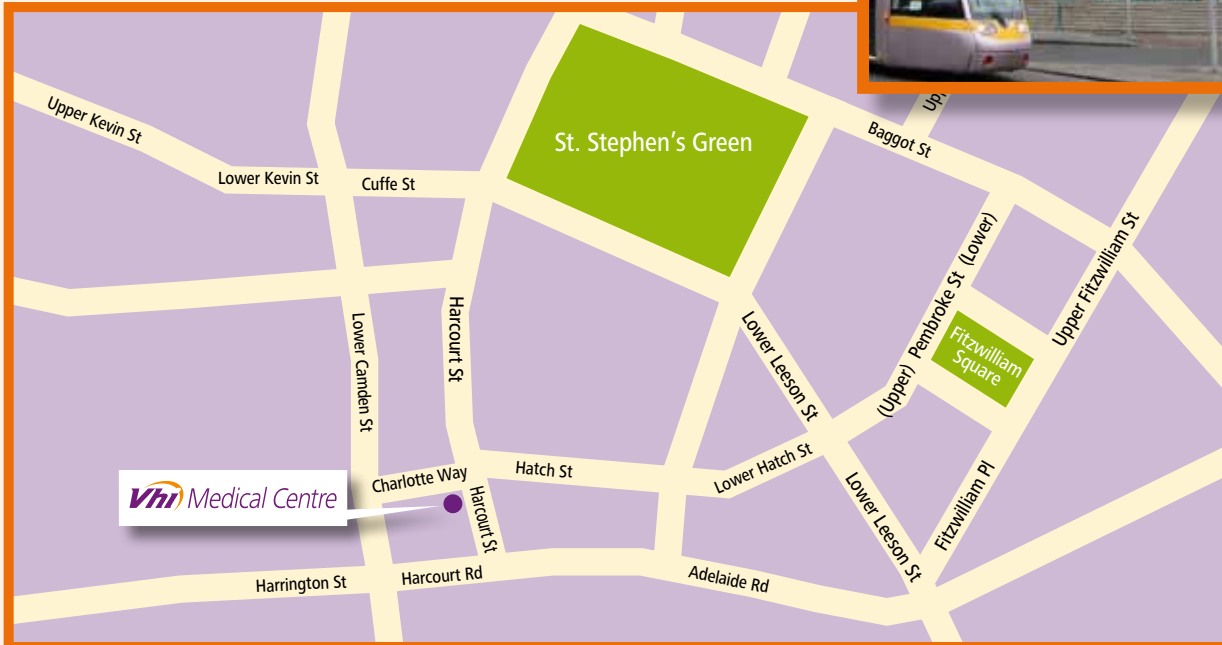 Upper Kevin St
Lower Kevin St
Cuffe St
St. Stephen's Green
Baggot St
Upper Fitzwilliam St
(Upper) Pembroke St (Lower)
Fitzwilliam
Square
Harcourt St
Lower Camden St
Lower Leeson St
Charlotte Way
Hatch St
Lower Hatch St
Vhi Medical Centre
Harcourt St
Lower Leeson St
Fitzwilliam Pl
Harrington St
Harcourt Rd
Adelaide Rd